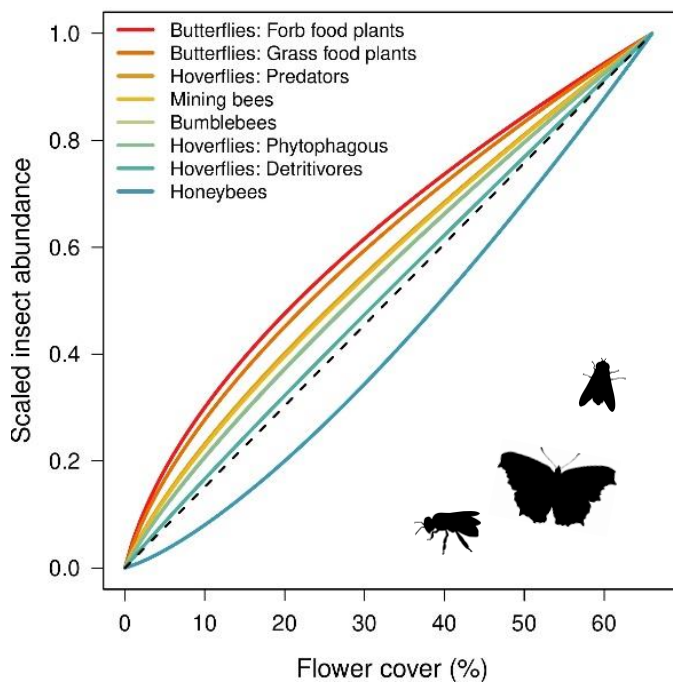 Butterflies: Forb food plants
Butterflies: Grass food plants
Hoverflies: Predators
Mining bees
Bumblebees
Hoverflies: Phytophagous
Hoverflies: Detritivores
Honeybees
1.0
0.8
0.6
0.4
0.2
0.0
Scaled insect abundance
0 10 20 30 40 50 60
Flower cover (%)